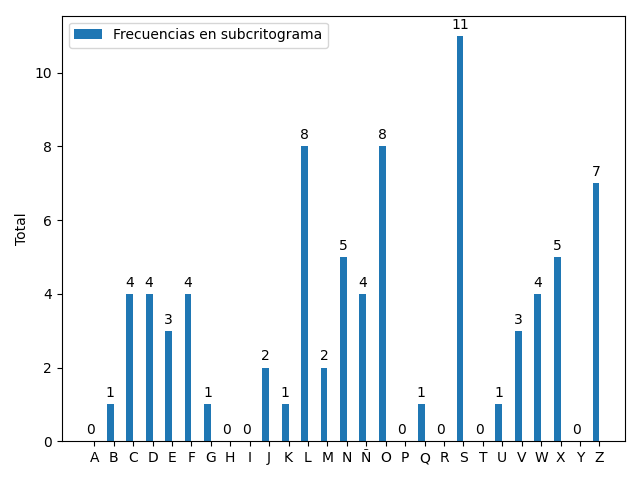 Frecuencias en subcritograma
Total
10
8
6
4
2
0
0 1 4 4 3 4 1 0 0 2 1 8 2 5 4 8 0 1 0 11 0 1 3 4 5 0 7
A B C D E F G H I J K L M N Ñ O P Q R S T U V W X Y Z